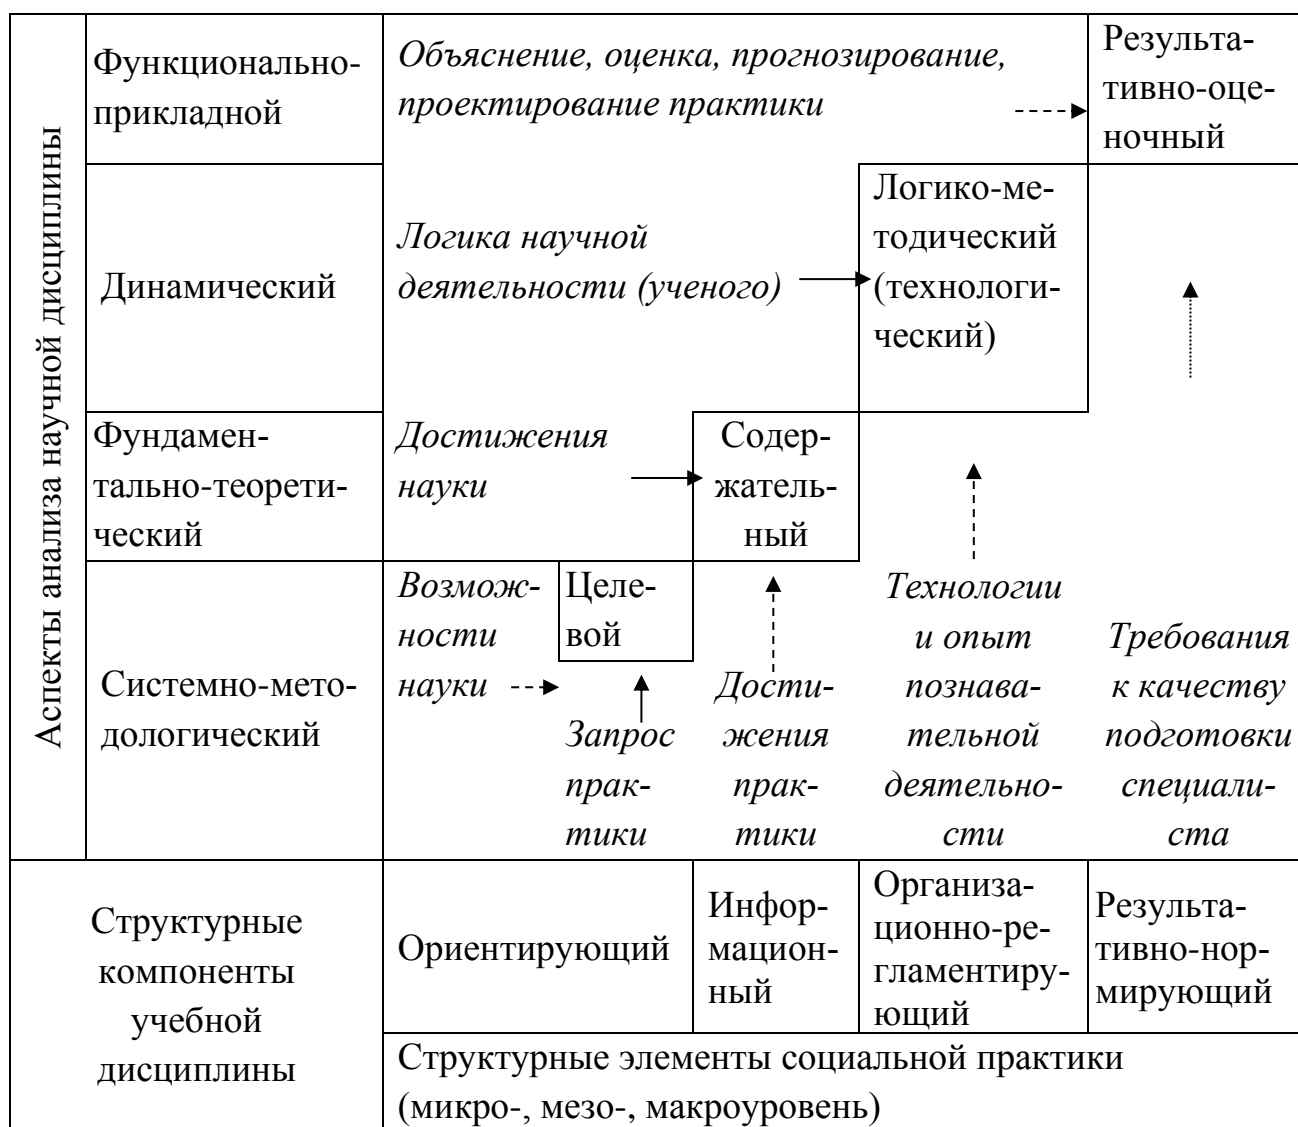 Аспекты анализа научной дисциплины
Функционально-
прикладной
Объяснение, оценка, прогнозирование,
проектирование практики
Результа-
тивно-оце-
ночный
Динамический
Логика научной
деятельности (ученого)
Логико-ме-
тодический
(технологи-
ческий)
Фундамен-
тально-теорети-
ческий
Достижения
науки
Содер-
жатель-
ный
Системно-мето-
дологический
Возмож-
ности
науки
Целе-
вой
Запрос
прак-
тики
Дости-
жения
прак-
тики
Технологии
и опыт
познава-
тельной
деятельно-
сти
Требования
к качеству
подготовки
специали-
ста
Структурные
компоненты
учебной
дисциплины
Ориентирующий
Инфор-
мацион-
ный
Организа-
ционно-ре-
гламентиру-
ющий
Результа-
тивно-нор-
мирующий
Структурные элементы социальной практики
(микро-, мезо-, макроуровень)